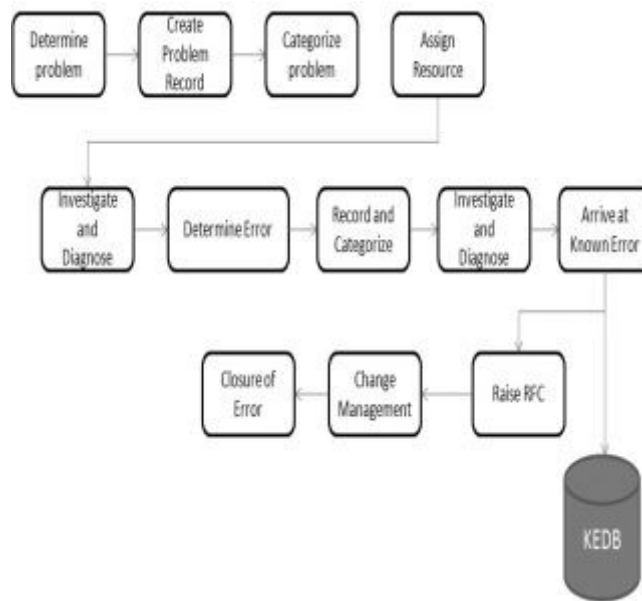 Determine
problem
Create
Problem
Record
Categorize
problem
Assign
Resource
Investigate
and
Diagnose
Determine Error
Record and
Categorize
Investigate
and
Diagnose
Arrive at
Known Error
Closure of
Error
Change
Management
Raise RFC
KEDB